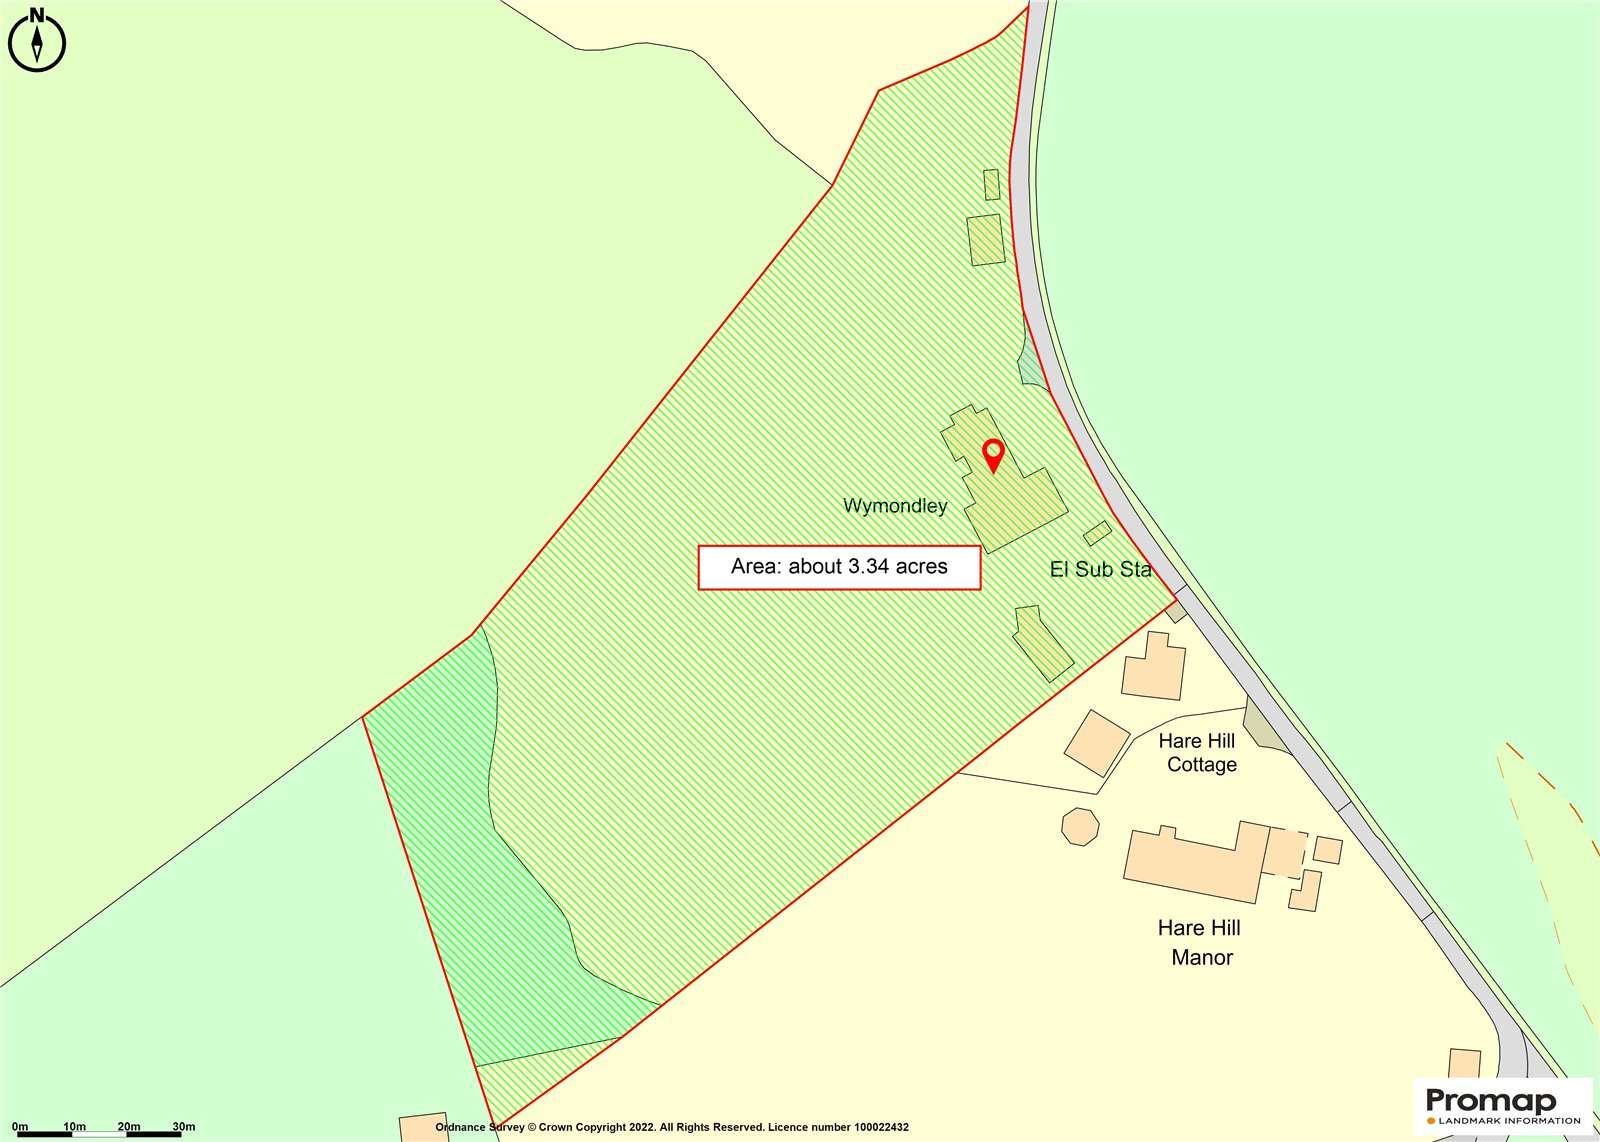 N
Wymondley
Area: about 3.34 acres
El Sub Sta
Hare Hill
Cottage
Hare Hill
Manor
0m 10m 20m 30m
Ordnance Survey © Crown Copyright 2022. All Rights Reserved. Licence number 100022432
Promap
LANDMARK INFORMATION